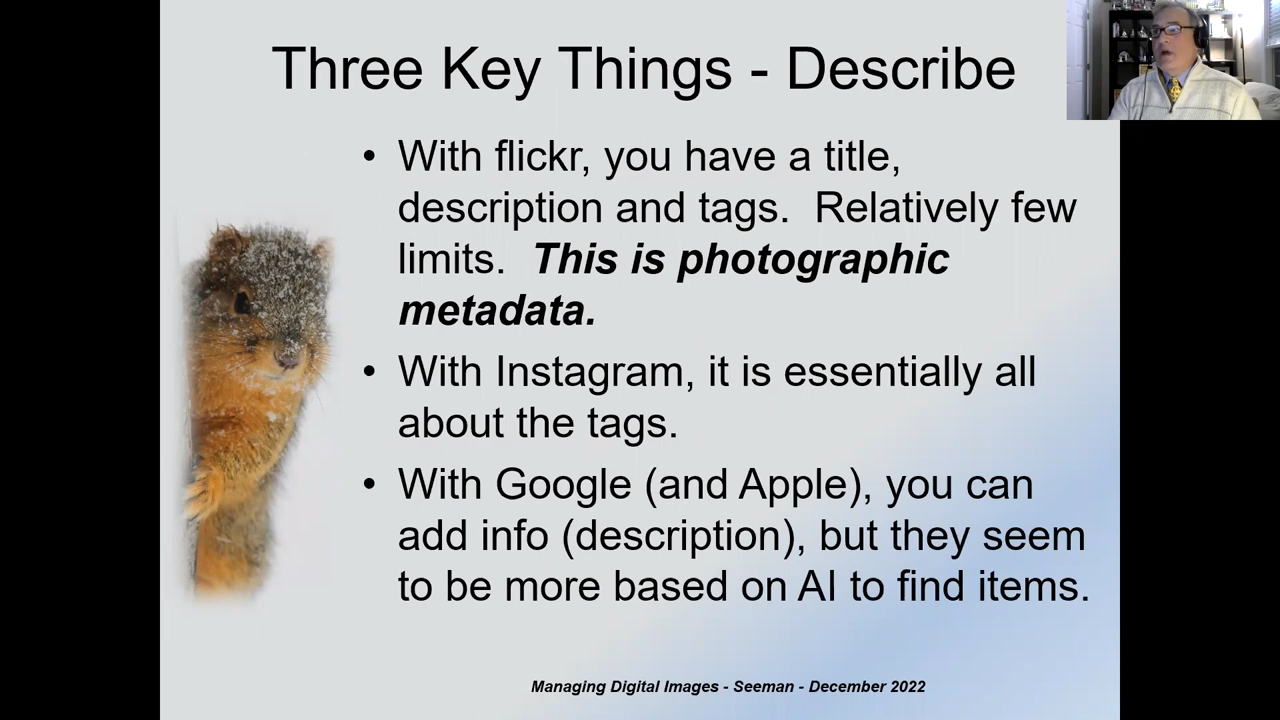 Three Key Things - Describe
• With flickr, you have a title,
description and tags.  Relatively few
limits.  This is photographic
metadata.
• With Instagram, it is essentially all
about the tags.
• With Google (and Apple), you can
add info (description), but they seem
to be more based on AI to find items.
Managing Digital Images - Seeman - December 2022